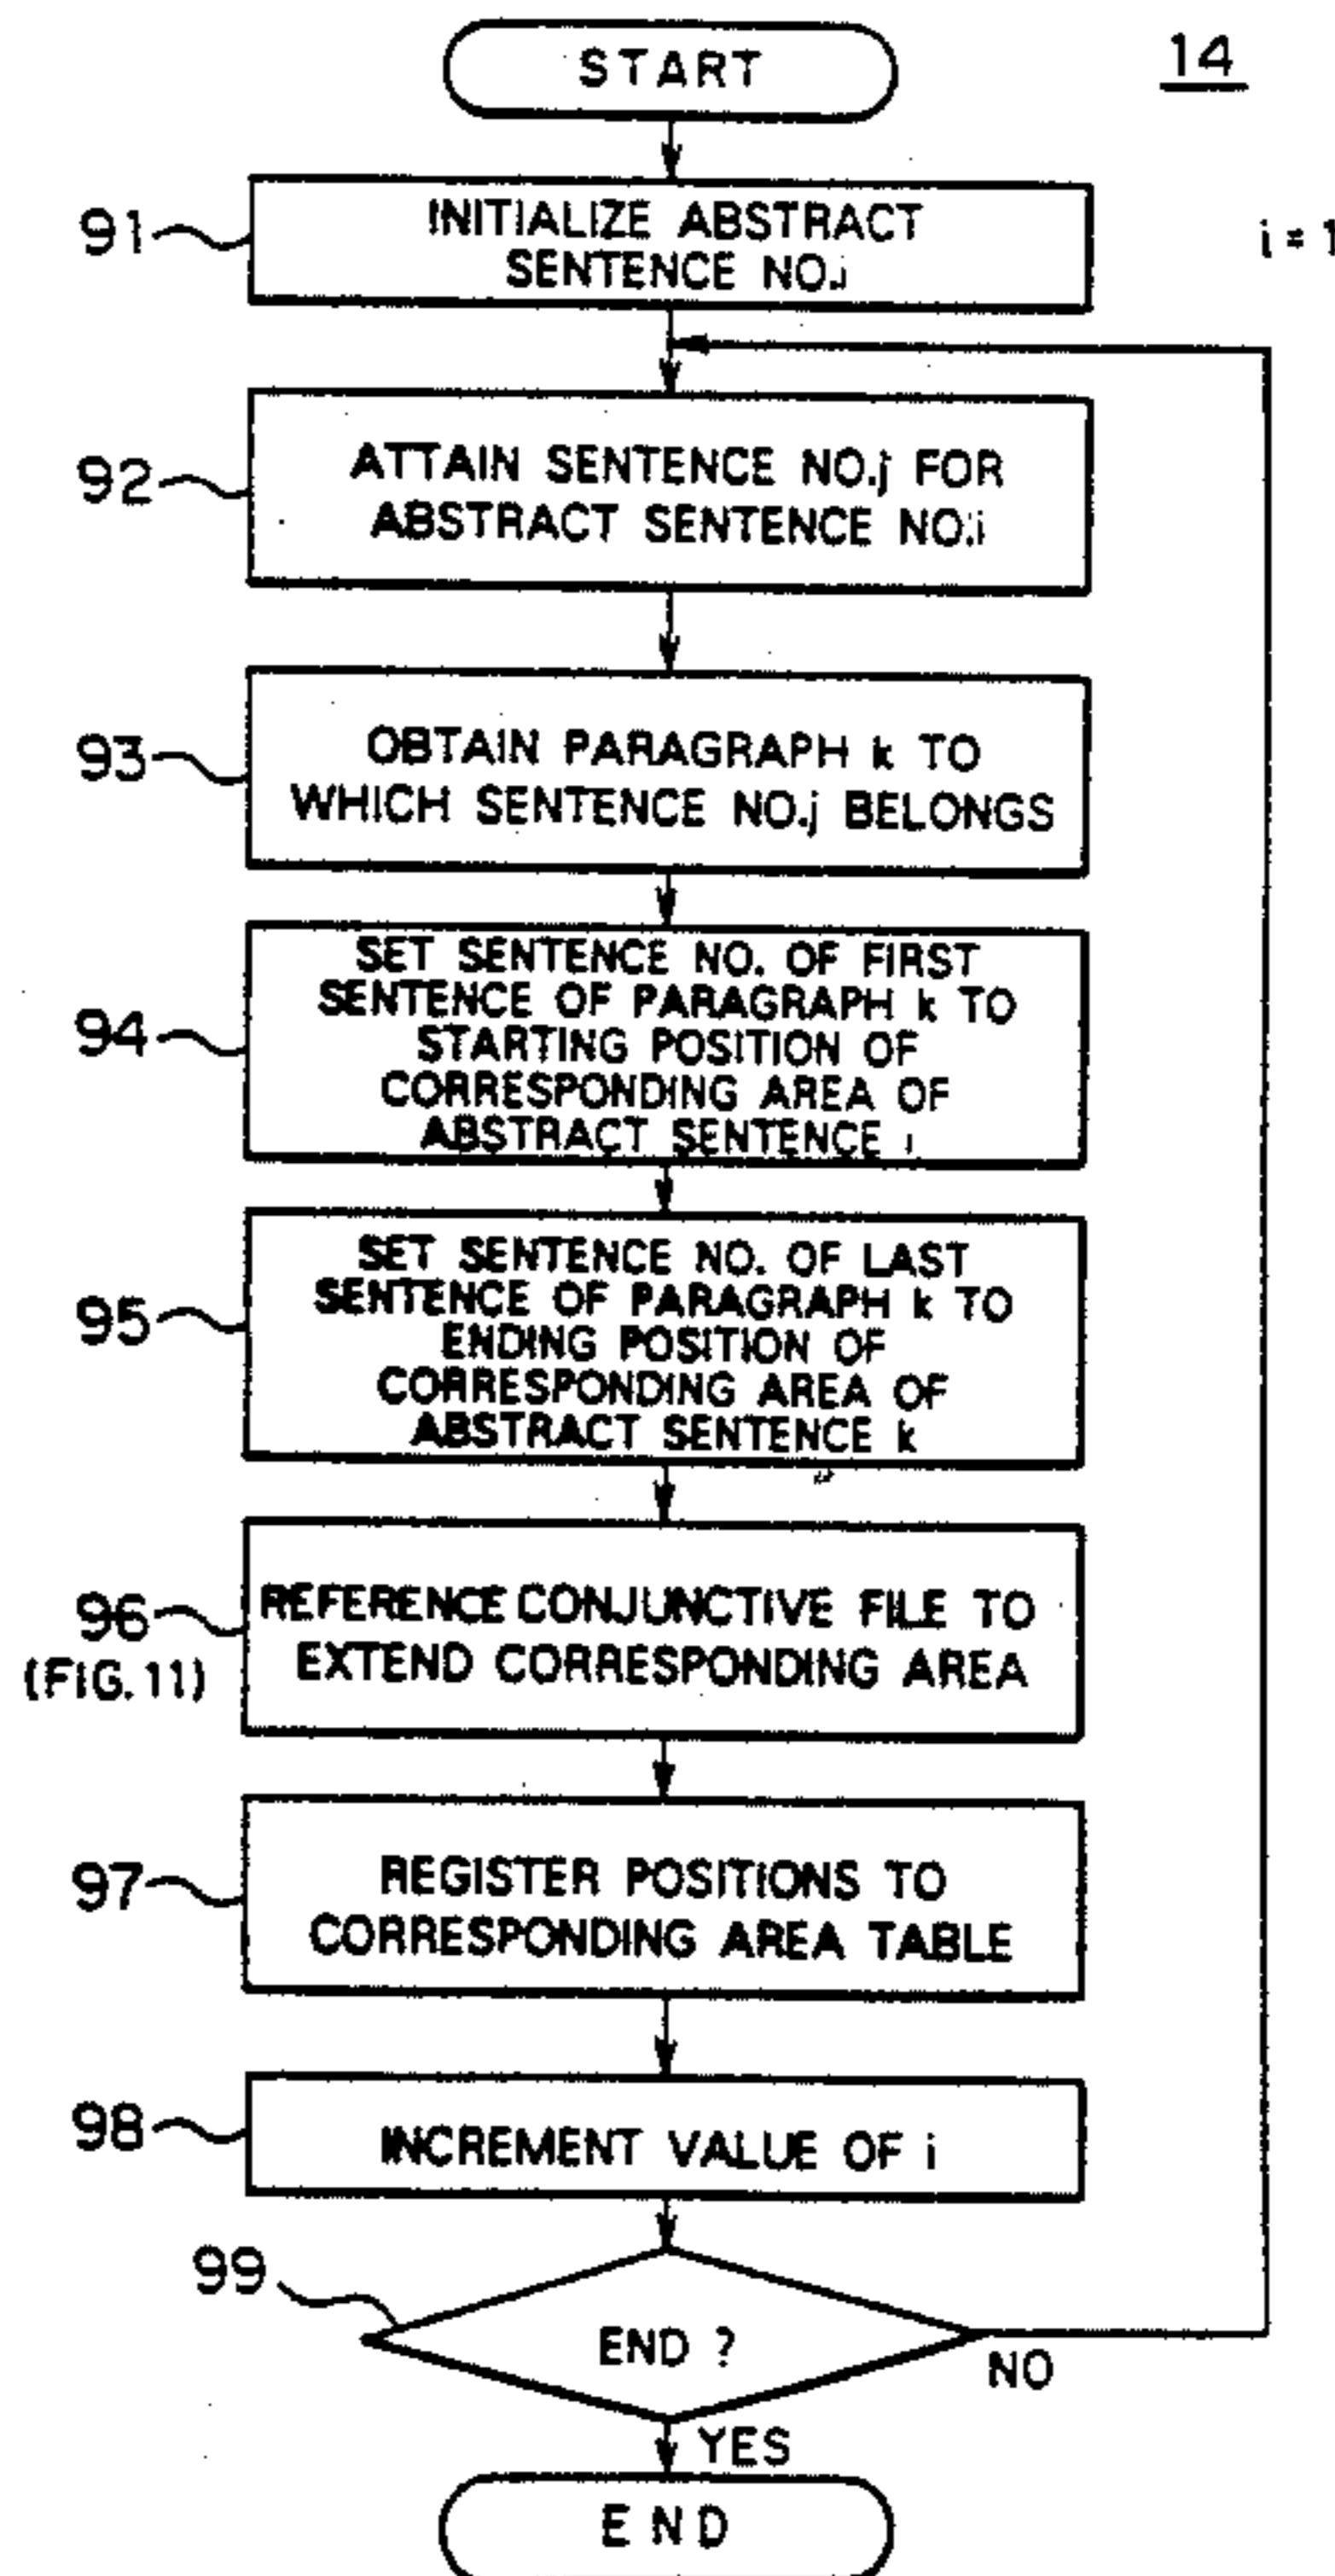 START
14
91
INITIALIZE ABSTRACT
SENTENCE NO.i
i = 1
92
ATTAIN SENTENCE NO.j FOR
ABSTRACT SENTENCE NO.i
93
OBTAIN PARAGRAPH k TO
WHICH SENTENCE NO.j BELONGS
94
SET SENTENCE NO. OF FIRST
SENTENCE OF PARAGRAPH k TO
STARTING POSITION OF
CORRESPONDING AREA OF
ABSTRACT SENTENCE i
95
SET SENTENCE NO. OF LAST
SENTENCE OF PARAGRAPH k TO
ENDING POSITION OF
CORRESPONDING AREA OF
ABSTRACT SENTENCE k
96
(FIG.11)
REFERENCE CONJUNCTIVE FILE TO
EXTEND CORRESPONDING AREA
97
REGISTER POSITIONS TO
CORRESPONDING AREA TABLE
98
INCREMENT VALUE OF i
99
END ?
NO
YES
END